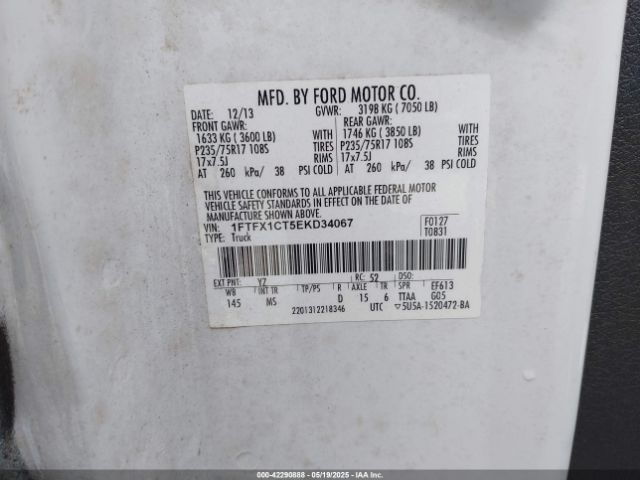 MFD. BY FORD MOTOR CO.
DATE: 12/13 GVWR: 3198 KG ( 7050 LB)
FRONT GAWR: REAR GAWR:
1633 KG ( 3600 LB) WITH 1746 KG ( 3850 LB) WITH
P235/75R17 108S TIRES P235/75R17 108S TIRES
17x7.5J RIMS 17x7.5J RIMS
AT 260 kPa/ 38 PSI COLD AT 260 kPa/ 38 PSI COLD
THIS VEHICLE CONFORMS TO ALL APPLICABLE FEDERAL MOTOR
VEHICLE SAFETY STANDARDS IN EFFECT ON THE DATE OF
MANUFACTURE SHOWN ABOVE.
VIN: 1FTFX1CT5EKD34067 F0127
TYPE: Truck T0831
EXT PNT: YZ RC: 52 DSO:
WB INT TR TP/PS R AXLE TR SPR EF613
145 MS D 15 6 TTAA G05
2201312218346 UTC ▽5U5A-1520472-BA
000-42290888 - 05/19/2025 - IAA Holdings, LLC.